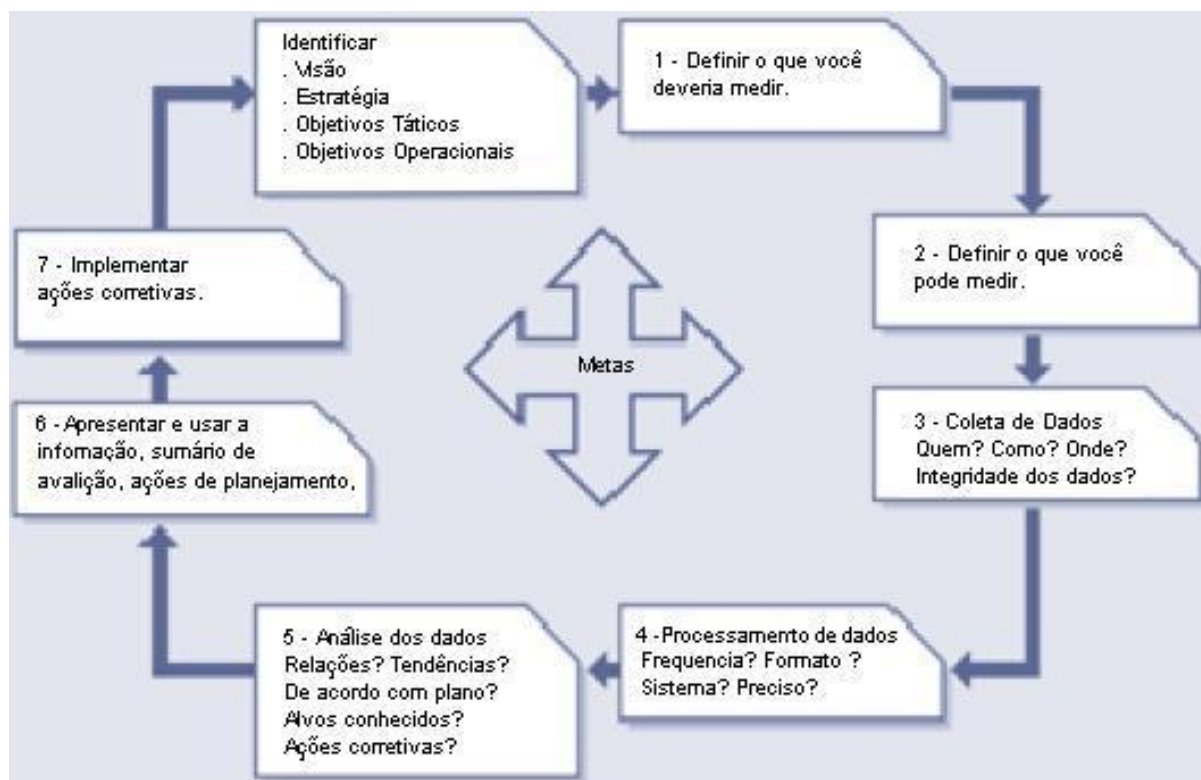 Identificar
. Visão
. Estratégia
. Objetivos Táticos
. Objetivos Operacionais
1 - Definir o que você
deveria medir.
2 - Definir o que você
pode medir.
3 - Coleta de Dados
Quem? Como? Onde?
Integridade dos dados?
4 -Processamento de dados
Frequencia? Formato ?
Sistema? Preciso?
5 - Análise dos dados
Relações? Tendências?
De acordo com plano?
Alvos conhecidos?
Ações corretivas?
6 - Apresentar e usar a
infomação, sumário de
avalição, ações de planejamento,
7 - Implementar
ações corretivas.
Metas